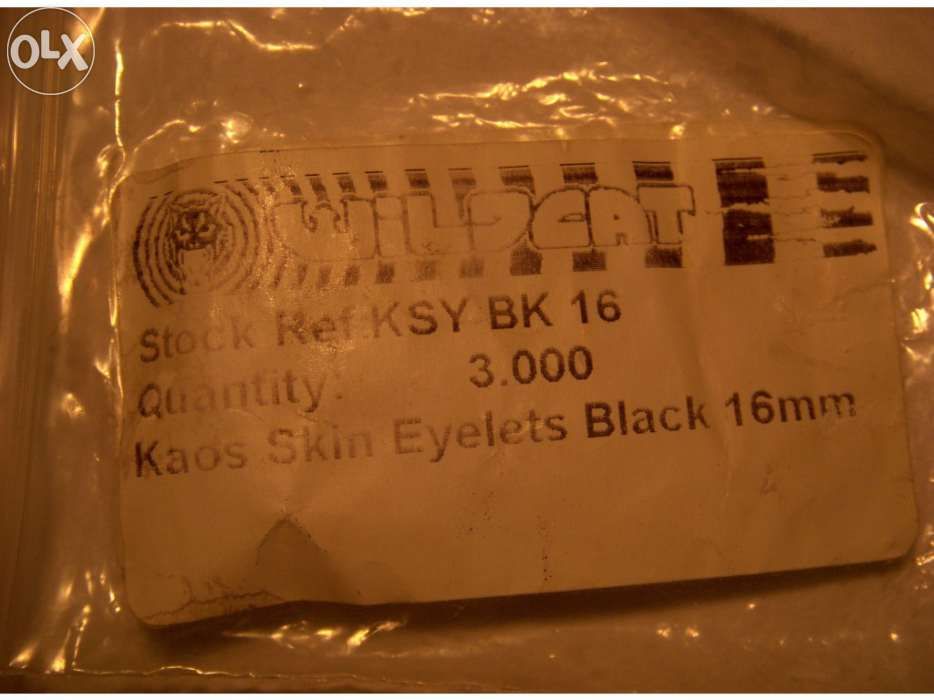 OLX
WILDCAT
Stock Ref KSY BK 16
Quantity: 3.000
Kaos Skin Eyelets Black 16mm